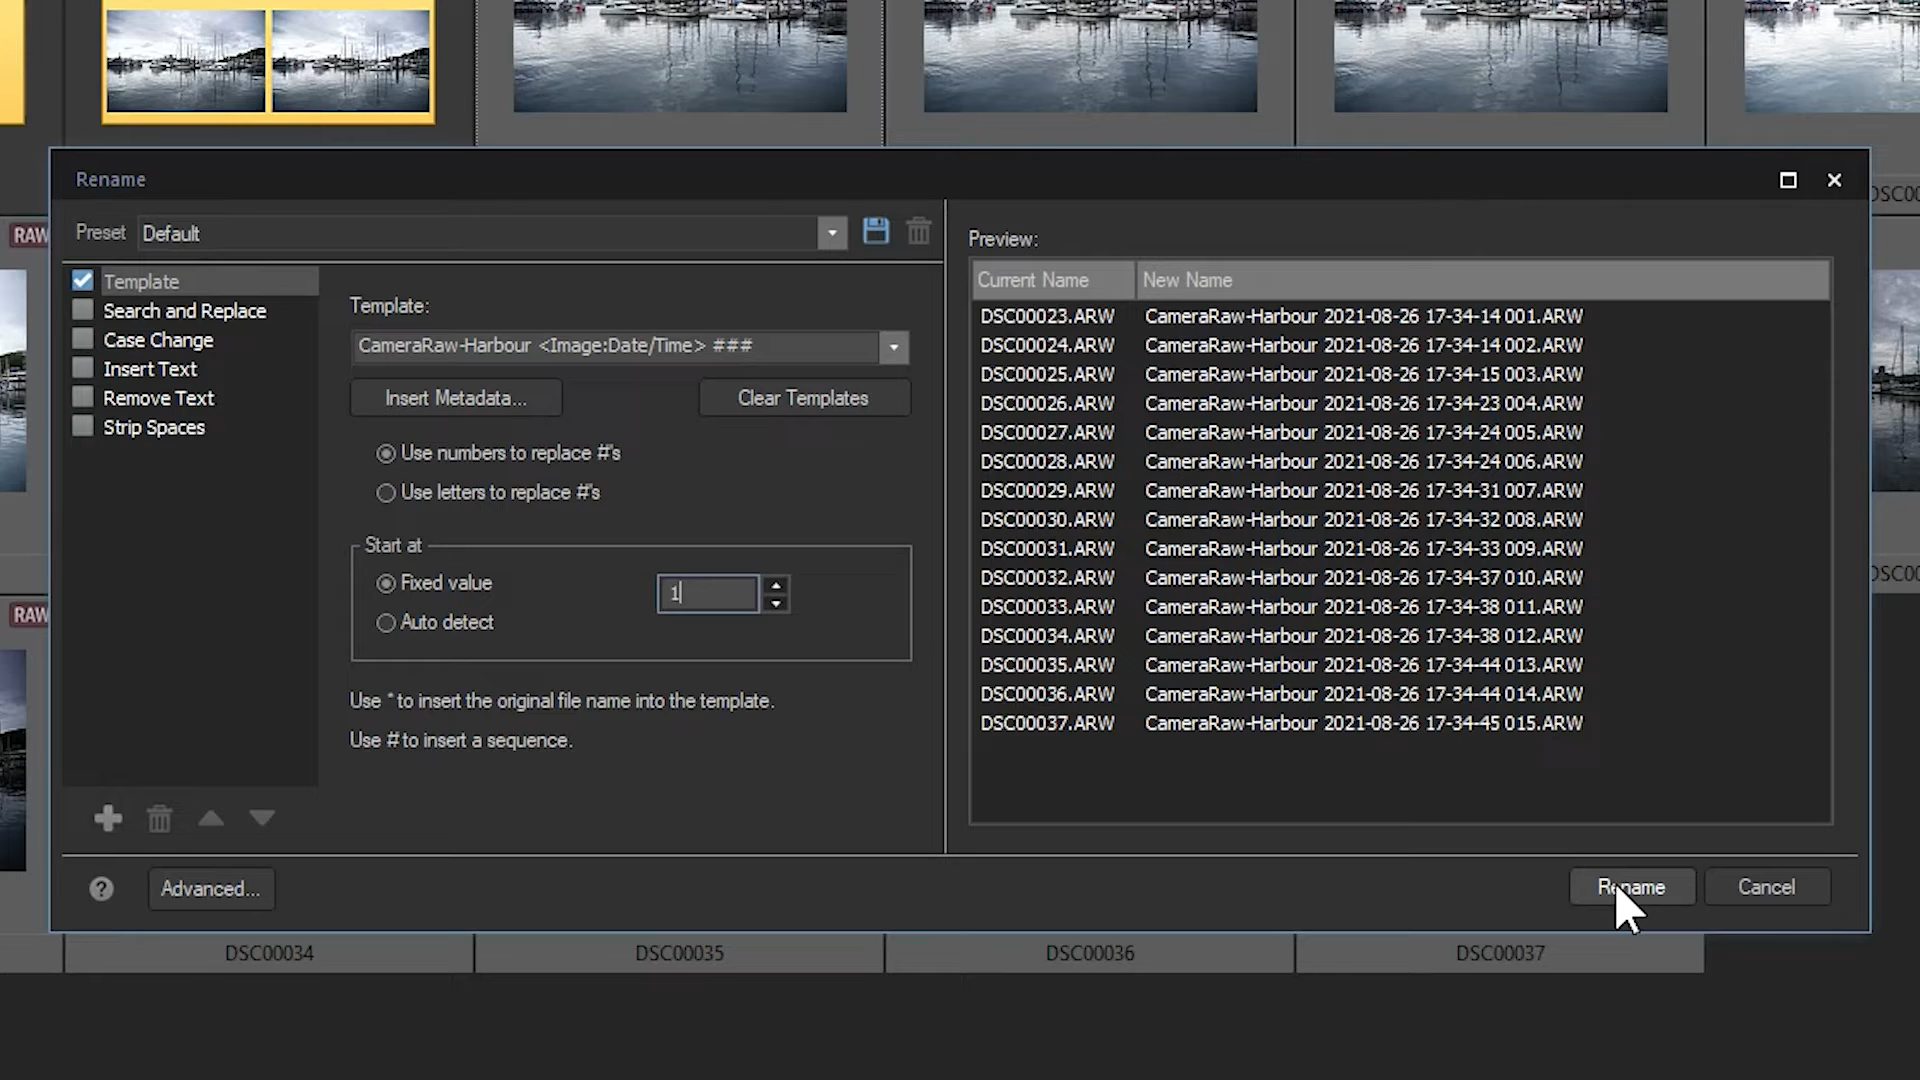 DSC00
Rename
Preset Default
RAW
Template
Search and Replace
Case Change
Insert Text
Remove Text
Strip Spaces
Template:
CameraRaw-Harbour <Image:Date/Time> ###
Insert Metadata... Clear Templates
Use numbers to replace #'s
Use letters to replace #'s
Start at
Fixed value 1
Auto detect
Use * to insert the original file name into the template.
Use # to insert a sequence.
Preview:
Current Name New Name
DSC00023.ARW CameraRaw-Harbour 2021-08-26 17-34-14 001.ARW
DSC00024.ARW CameraRaw-Harbour 2021-08-26 17-34-14 002.ARW
DSC00025.ARW CameraRaw-Harbour 2021-08-26 17-34-15 003.ARW
DSC00026.ARW CameraRaw-Harbour 2021-08-26 17-34-23 004.ARW
DSC00027.ARW CameraRaw-Harbour 2021-08-26 17-34-24 005.ARW
DSC00028.ARW CameraRaw-Harbour 2021-08-26 17-34-24 006.ARW
DSC00029.ARW CameraRaw-Harbour 2021-08-26 17-34-31 007.ARW
DSC00030.ARW CameraRaw-Harbour 2021-08-26 17-34-32 008.ARW
DSC00031.ARW CameraRaw-Harbour 2021-08-26 17-34-33 009.ARW
DSC00032.ARW CameraRaw-Harbour 2021-08-26 17-34-37 010.ARW
DSC00033.ARW CameraRaw-Harbour 2021-08-26 17-34-38 011.ARW
DSC00034.ARW CameraRaw-Harbour 2021-08-26 17-34-38 012.ARW
DSC00035.ARW CameraRaw-Harbour 2021-08-26 17-34-44 013.ARW
DSC00036.ARW CameraRaw-Harbour 2021-08-26 17-34-44 014.ARW
DSC00037.ARW CameraRaw-Harbour 2021-08-26 17-34-45 015.ARW
DSC00
RAW
? Advanced... Rename Cancel
DSC00034 DSC00035 DSC00036 DSC00037